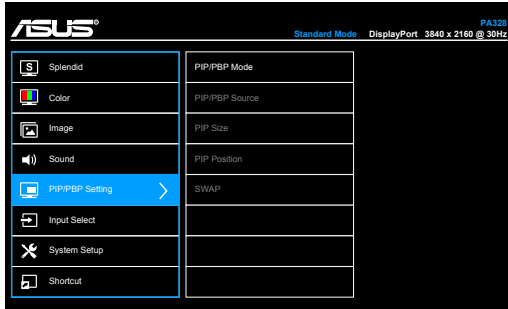 ASUS
PA328
Standard Mode DisplayPort 3840 x 2160 @ 30Hz
S Splendid
PIP/PBP Mode
Color
PIP/PBP Source
Image
PIP Size
Sound
PIP Position
PIP/PBP Setting
SWAP
Input Select
System Setup
Shortcut